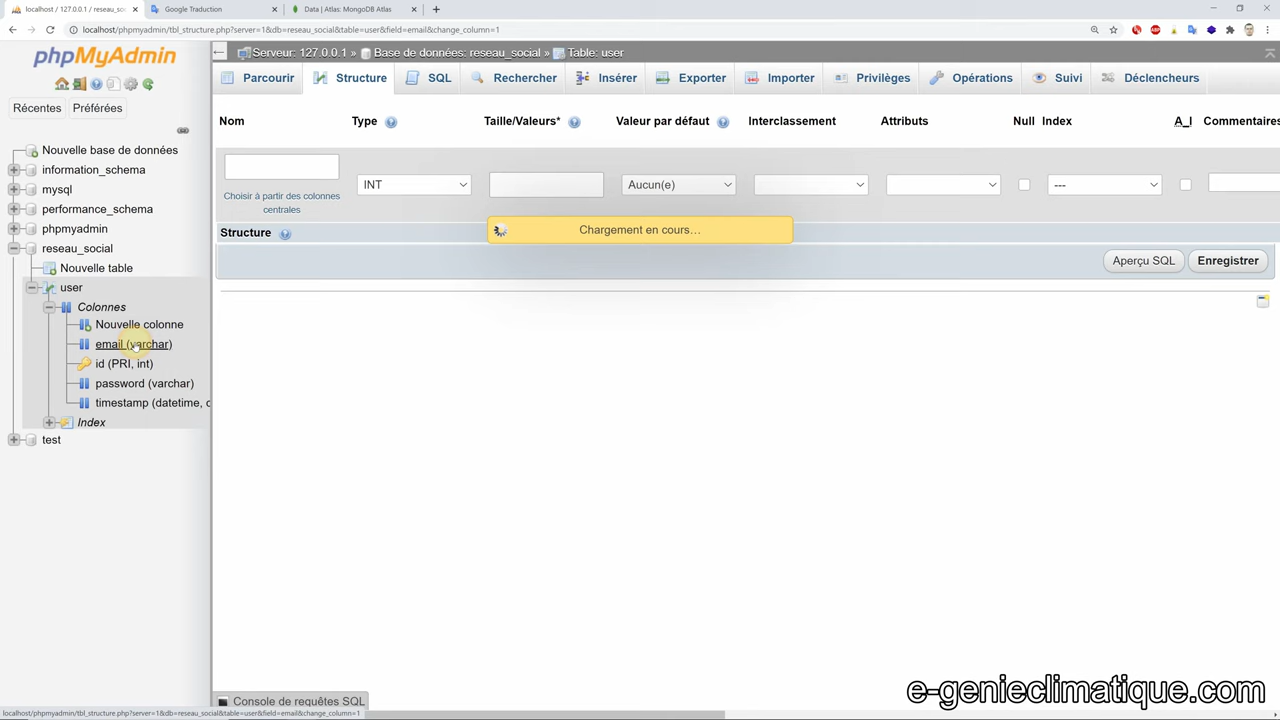 localhost / 127.0.0.1 / reseau_so
Google Traduction
Data | Atlas: MongoDB Atlas
localhost/phpmyadmin/tbl_structure.php?server=1&db=reseau_social&table=user&field=email&change_column=1
phpMyAdmin
Récentes
Préférées
Nouvelle base de données
information_schema
mysql
performance_schema
phpmyadmin
reseau_social
Nouvelle table
user
Colonnes
Nouvelle colonne
email (varchar)
id (PRI, int)
password (varchar)
timestamp (datetime, c
Index
test
Serveur: 127.0.0.1 » Base de données: reseau_social » Table: user
Parcourir
Structure
SQL
Rechercher
Insérer
Exporter
Importer
Privilèges
Opérations
Suivi
Déclencheurs
Nom
Type
Taille/Valeurs*
Valeur par défaut
Interclassement
Attributs
Null
Index
A_I
Commentaires
Choisir à partir des colonnes
centrales
INT
Aucun(e)
---
Chargement en cours…
Structure
Aperçu SQL
Enregistrer
Console de requêtes SQL
e-genieclimatique.com
localhost/phpmyadmin/tbl_structure.php?server=1&db=reseau_social&table=user&field=email&change_column=1